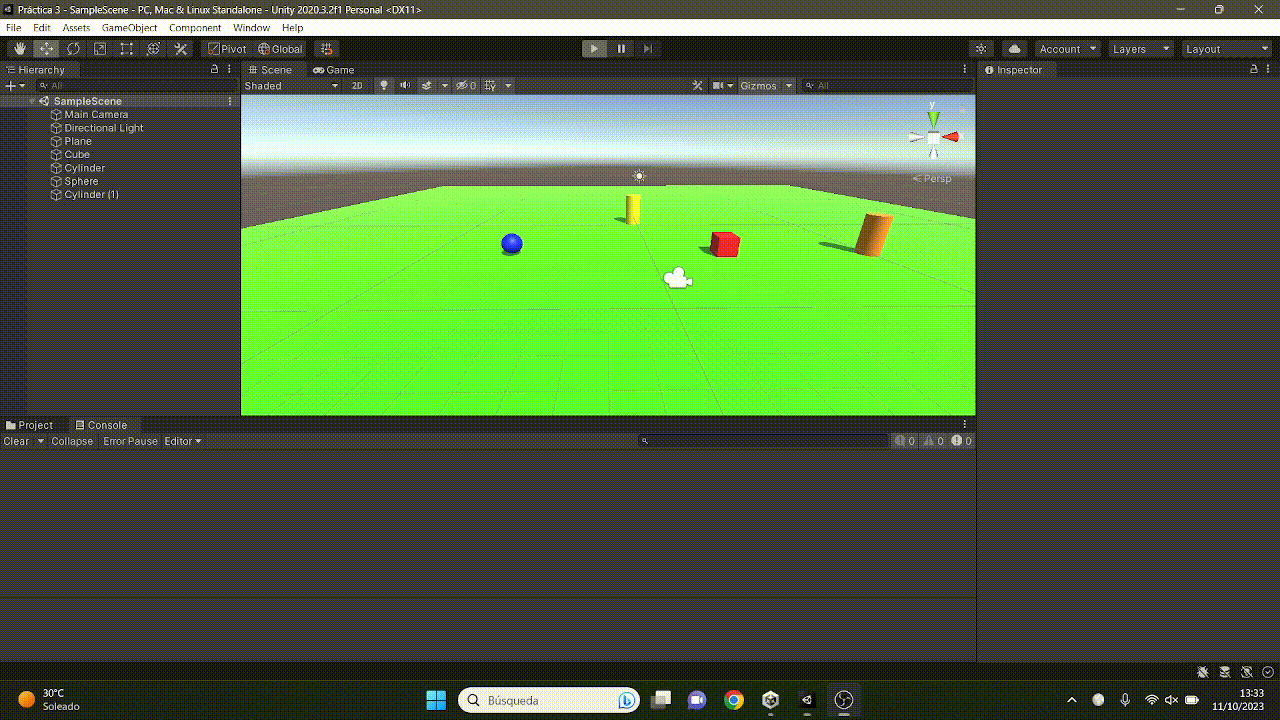 Práctica 3 - SampleScene - PC, Mac & Linux Standalone - Unity 2020.3.2f1 Personal <DX11>
File Edit Assets GameObject Component Window Help
Pivot Global Account Layers Layout
Hierarchy
Scene Game
Inspector
All
Shaded 2D 0 Gizmos All
SampleScene
Main Camera
Directional Light
Plane
Cube
Cylinder
Sphere
Cylinder (1)
y
Persp
Project Console
Clear Collapse Error Pause Editor 0 0 0
30°C
Soleado
Búsqueda
13:33
11/10/2023